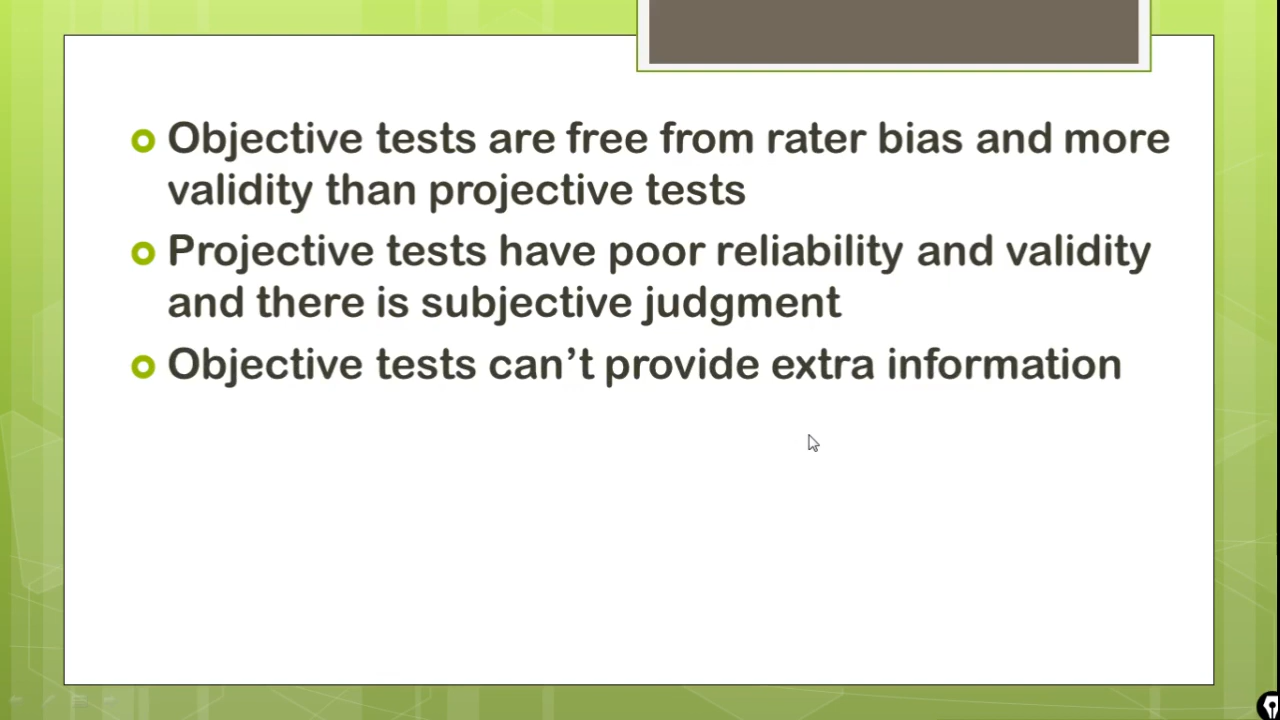 Objective tests are free from rater bias and more
validity than projective tests
Projective tests have poor reliability and validity
and there is subjective judgment
Objective tests can’t provide extra information